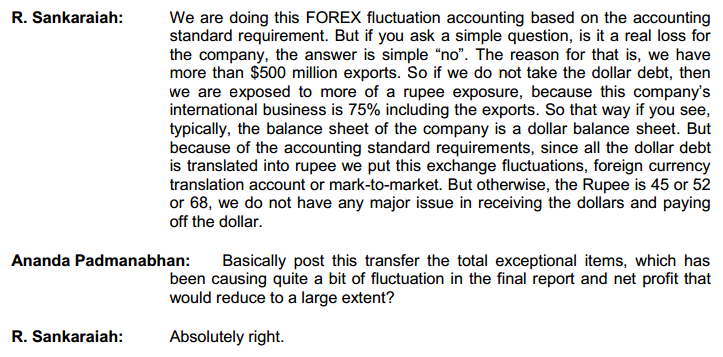 R. Sankaraiah: We are doing this FOREX fluctuation accounting based on the accounting
standard requirement. But if you ask a simple question, is it a real loss for
the company, the answer is simple “no”. The reason for that is, we have
more than $500 million exports. So if we do not take the dollar debt, then
we are exposed to more of a rupee exposure, because this company's
international business is 75% including the exports. So that way if you see,
typically, the balance sheet of the company is a dollar balance sheet. But
because of the accounting standard requirements, since all the dollar debt
is translated into rupee we put this exchange fluctuations, foreign currency
translation account or mark-to-market. But otherwise, the Rupee is 45 or 52
or 68, we do not have any major issue in receiving the dollars and paying
off the dollar.
Ananda Padmanabhan: Basically post this transfer the total exceptional items, which has
been causing quite a bit of fluctuation in the final report and net profit that
would reduce to a large extent?
R. Sankaraiah: Absolutely right.